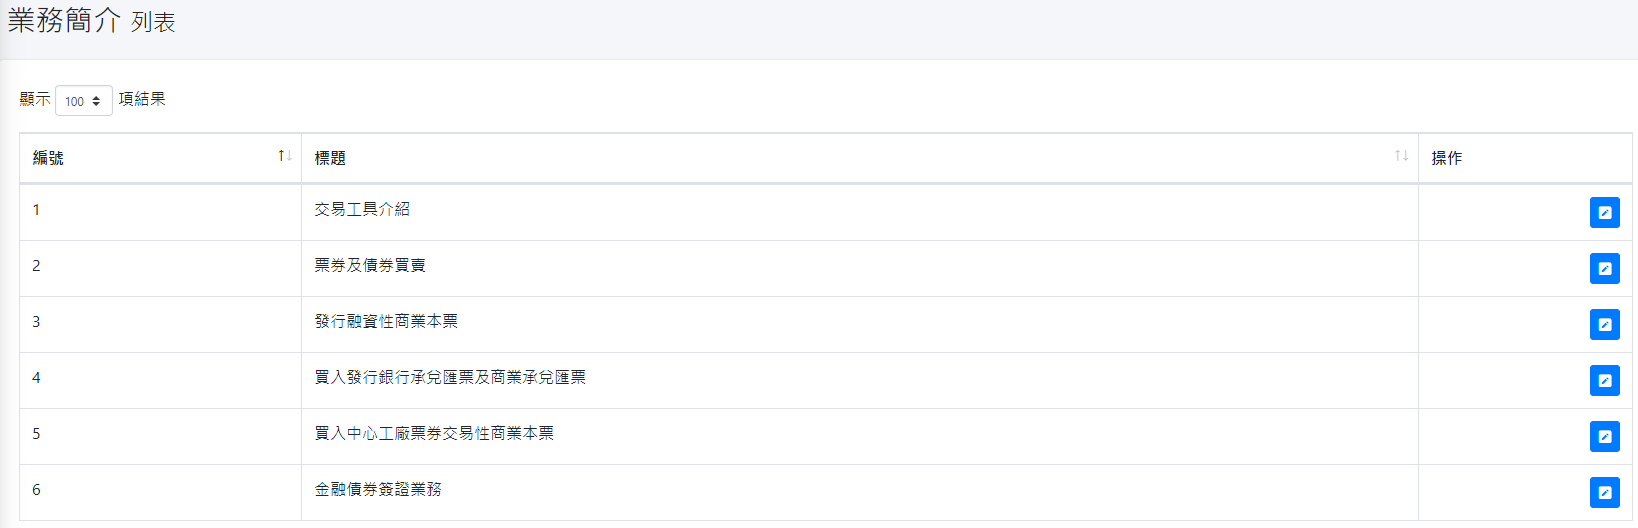 業務簡介 列表
顯示 100 項結果
編號 標題 操作
1 交易工具介紹
2 票券及債券買賣
3 發行融資性商業本票
4 買入發行銀行承兌匯票及商業承兌匯票
5 買入中心工廠票券交易性商業本票
6 金融債券簽證業務